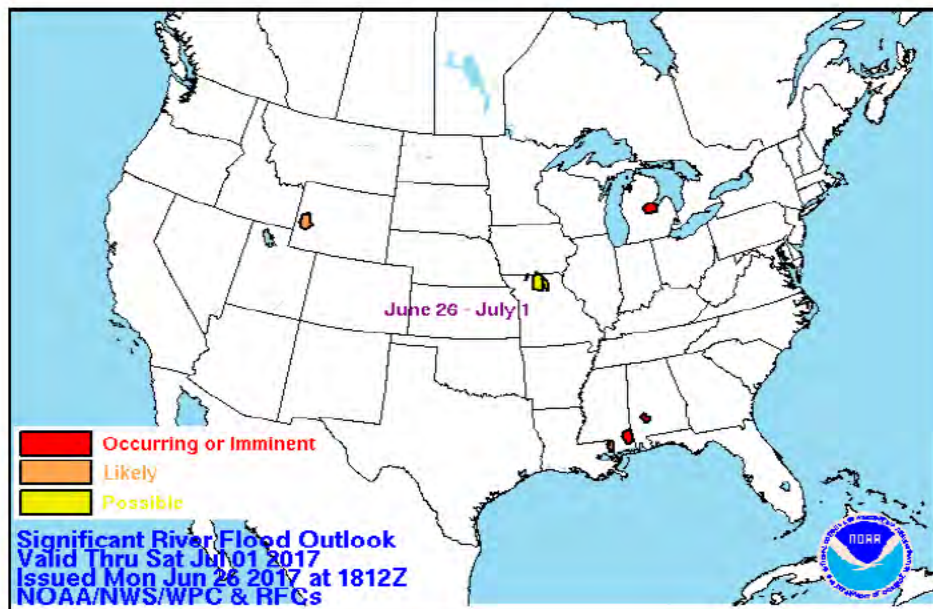 June 26 - July 1
Occurring or Imminent
Likely
Possible
Significant River Flood Outlook
Valid Thru Sat Jul 01 2017
Issued Mon Jun 26 2017 at 1812Z
NOAA/NWS/WPC & RFCs
NOAA